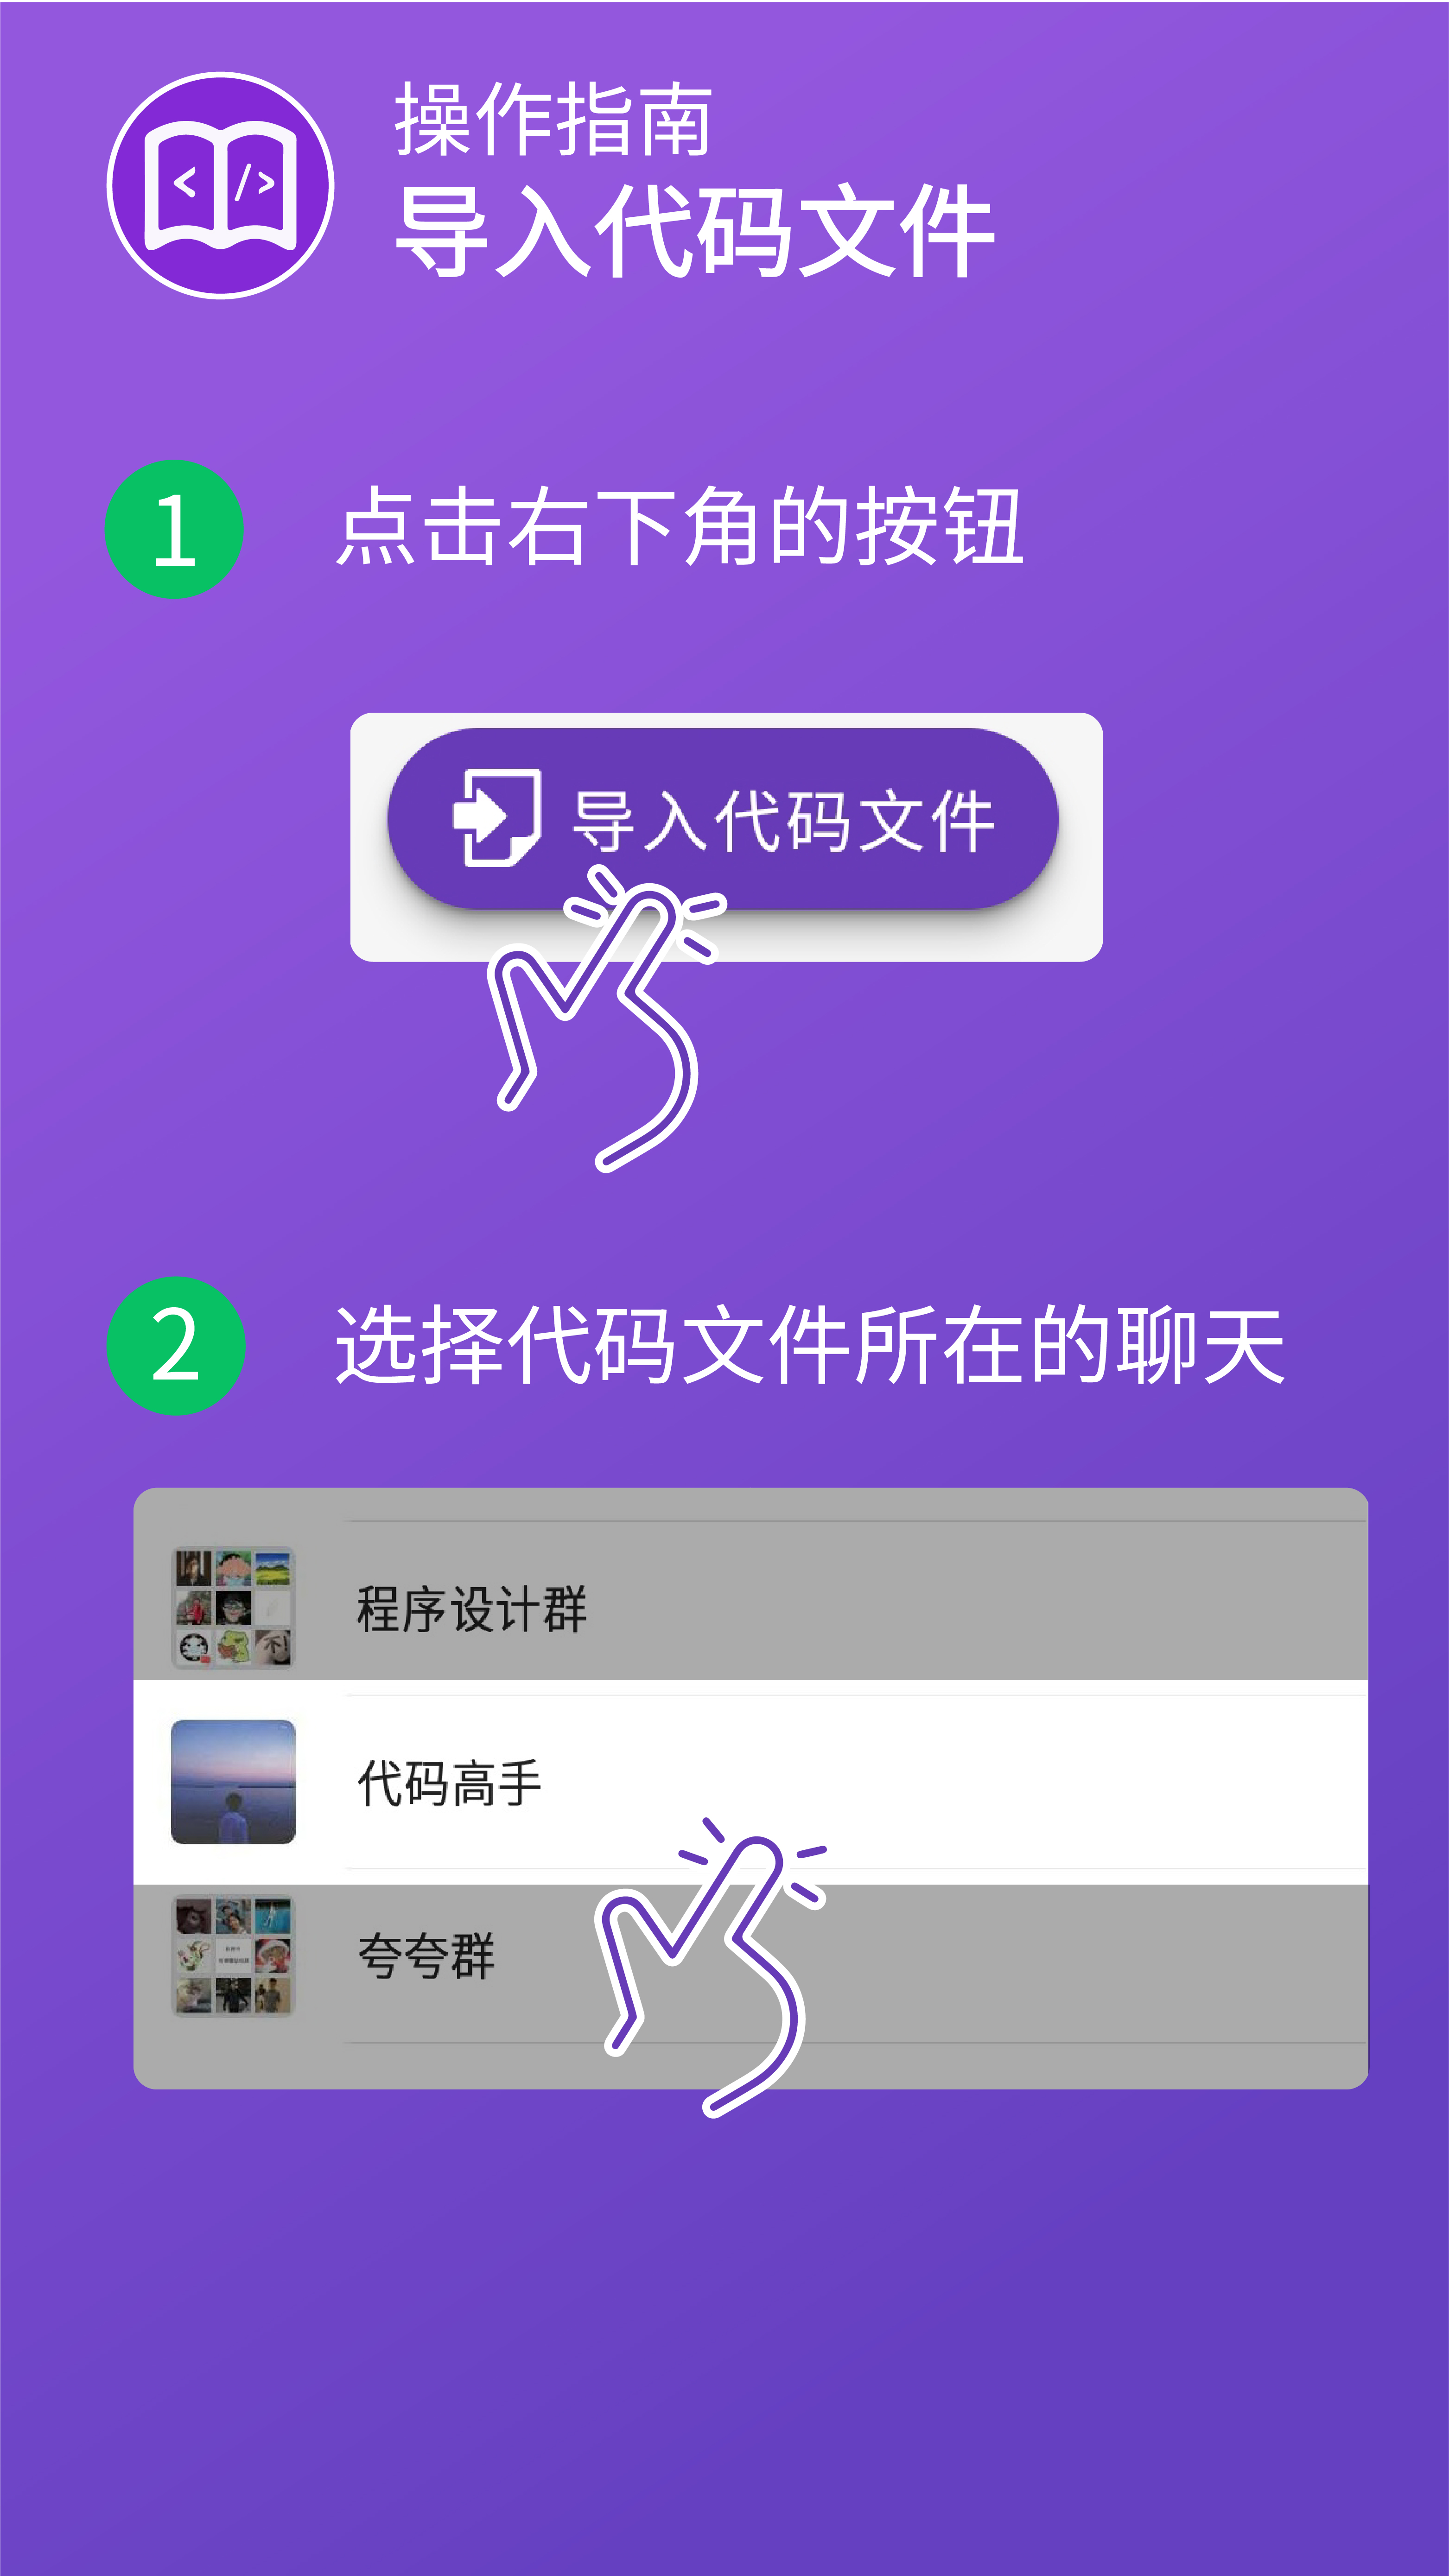 < />
操作指南
导入代码文件
1
点击右下角的按钮
导入代码文件
2
选择代码文件所在的聊天
程序设计群
代码高手
夸夸群